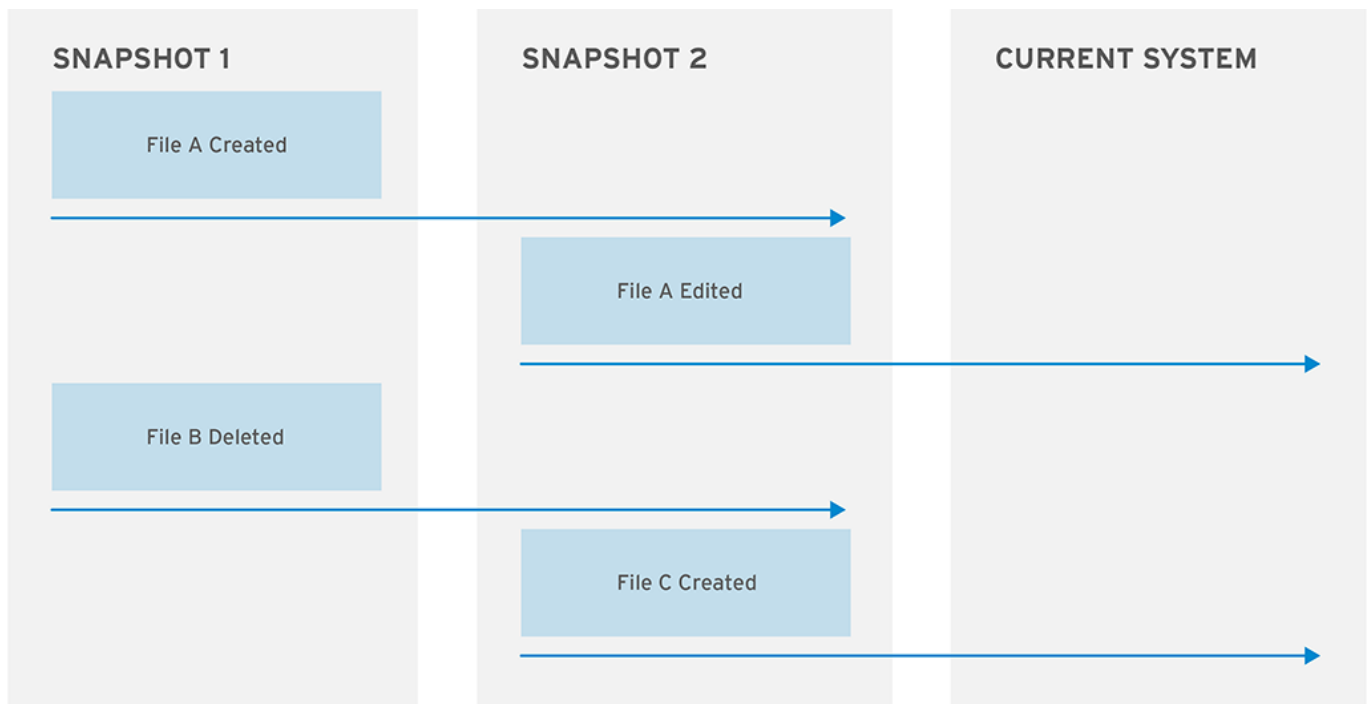 SNAPSHOT 1
SNAPSHOT 2
CURRENT SYSTEM
File A Created
File A Edited
File B Deleted
File C Created